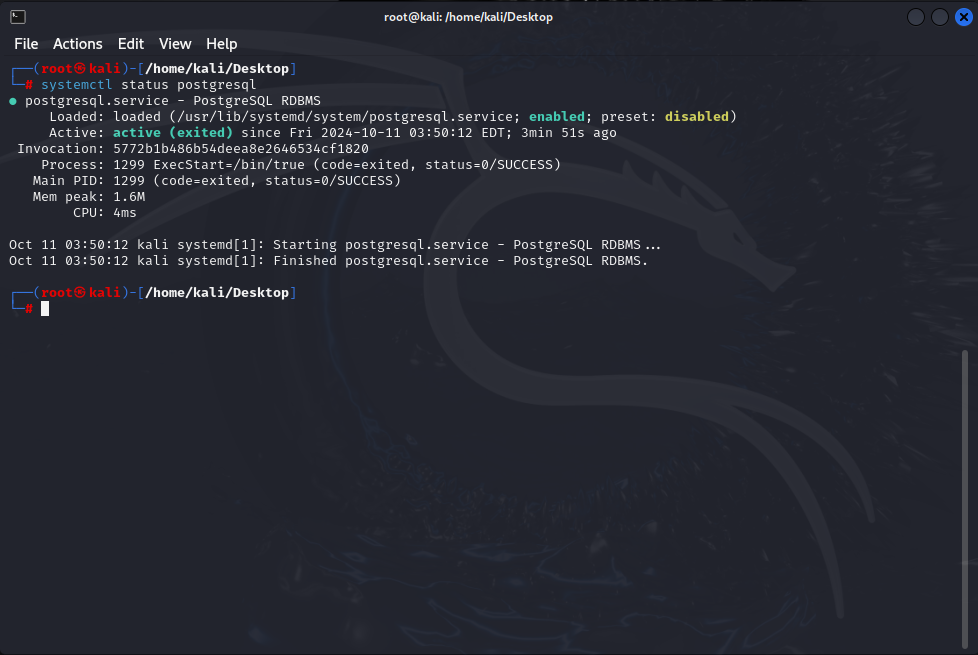 root@kali: /home/kali/Desktop
File Actions Edit View Help
┌──(root㉿kali)-[/home/kali/Desktop]
└─# systemctl status postgresql
● postgresql.service - PostgreSQL RDBMS
     Loaded: loaded (/usr/lib/systemd/system/postgresql.service; enabled; preset: disabled)
     Active: active (exited) since Fri 2024-10-11 03:50:12 EDT; 3min 51s ago
 Invocation: 5772b1b486b54deea8e2646534cf1820
    Process: 1299 ExecStart=/bin/true (code=exited, status=0/SUCCESS)
   Main PID: 1299 (code=exited, status=0/SUCCESS)
   Mem peak: 1.6M
        CPU: 4ms
Oct 11 03:50:12 kali systemd[1]: Starting postgresql.service - PostgreSQL RDBMS...
Oct 11 03:50:12 kali systemd[1]: Finished postgresql.service - PostgreSQL RDBMS.
┌──(root㉿kali)-[/home/kali/Desktop]
└─#